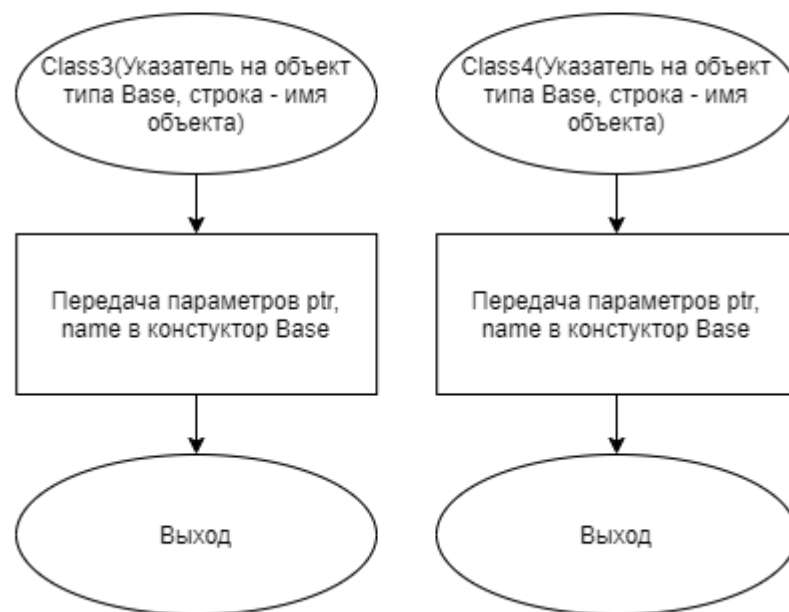 Class3(Указатель на объект
типа Base, строка - имя
объекта)
Передача параметров ptr,
name в констуктор Base
Выход
Class4(Указатель на объект
типа Base, строка - имя
объекта)
Передача параметров ptr,
name в констуктор Base
Выход